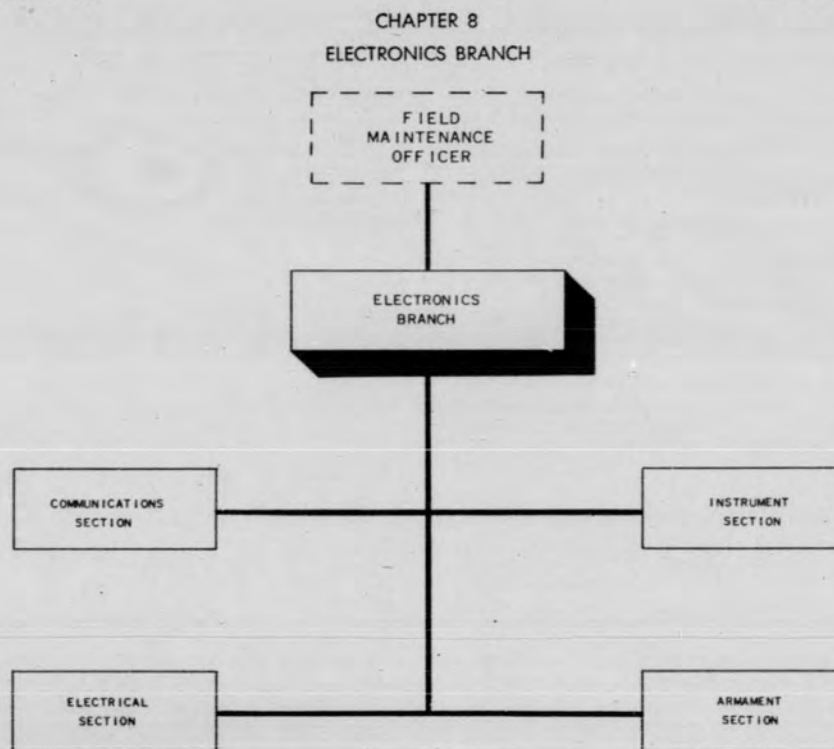 CHAPTER 8
ELECTRONICS BRANCH
FIELD
MAINTENANCE
OFFICER
ELECTRONICS
BRANCH
COMMUNICATIONS
SECTION
INSTRUMENT
SECTION
ELECTRICAL
SECTION
ARMAMENT
SECTION